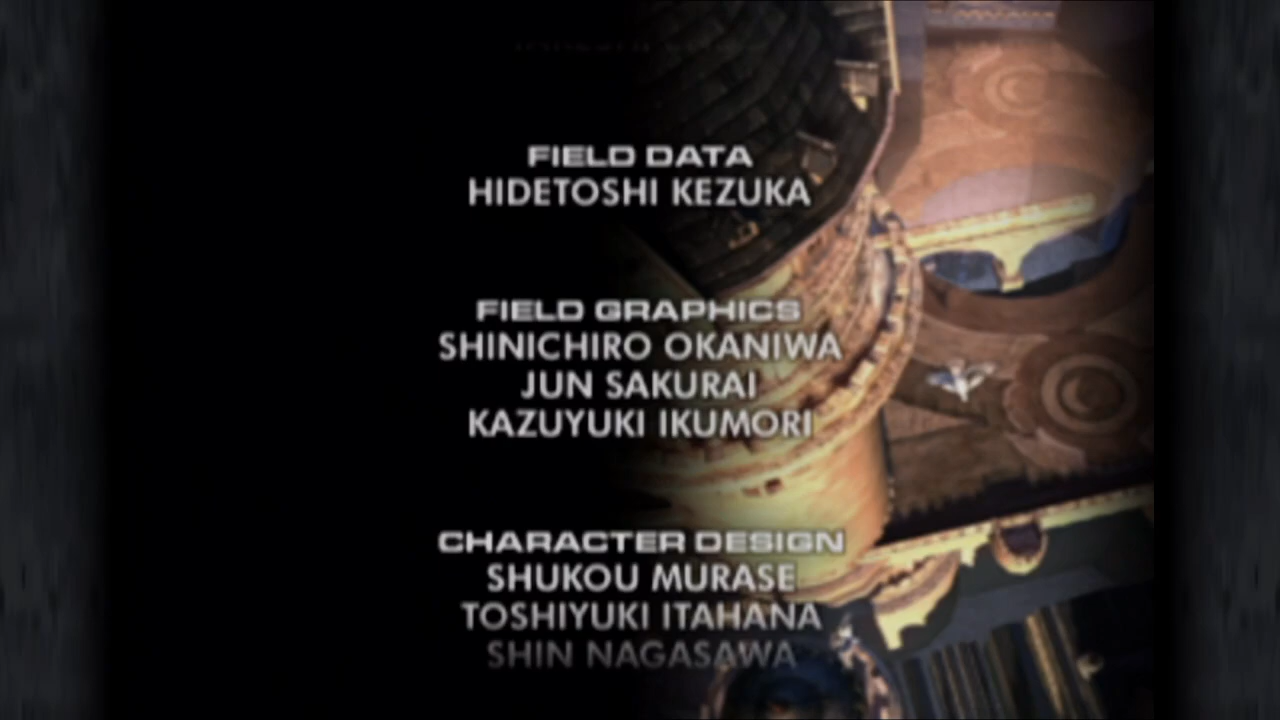 FIELD DATA
HIDETOSHI KEZUKA
FIELD GRAPHICS
SHINICHIRO OKANIWA
JUN SAKURAI
KAZUYUKI IKUMORI
CHARACTER DESIGN
SHUKOU MURASE
TOSHIYUKI ITAHANA
SHIN NAGASAWA